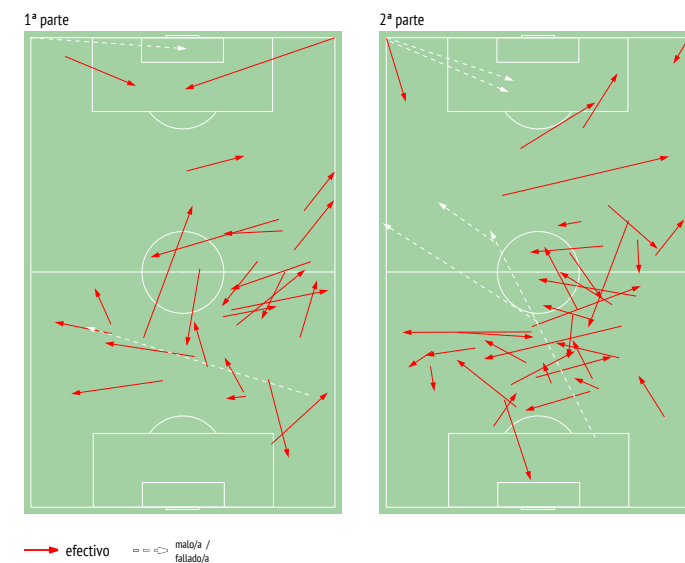 1ª parte
2ª parte
efectivo
malo/a /
fallado/a